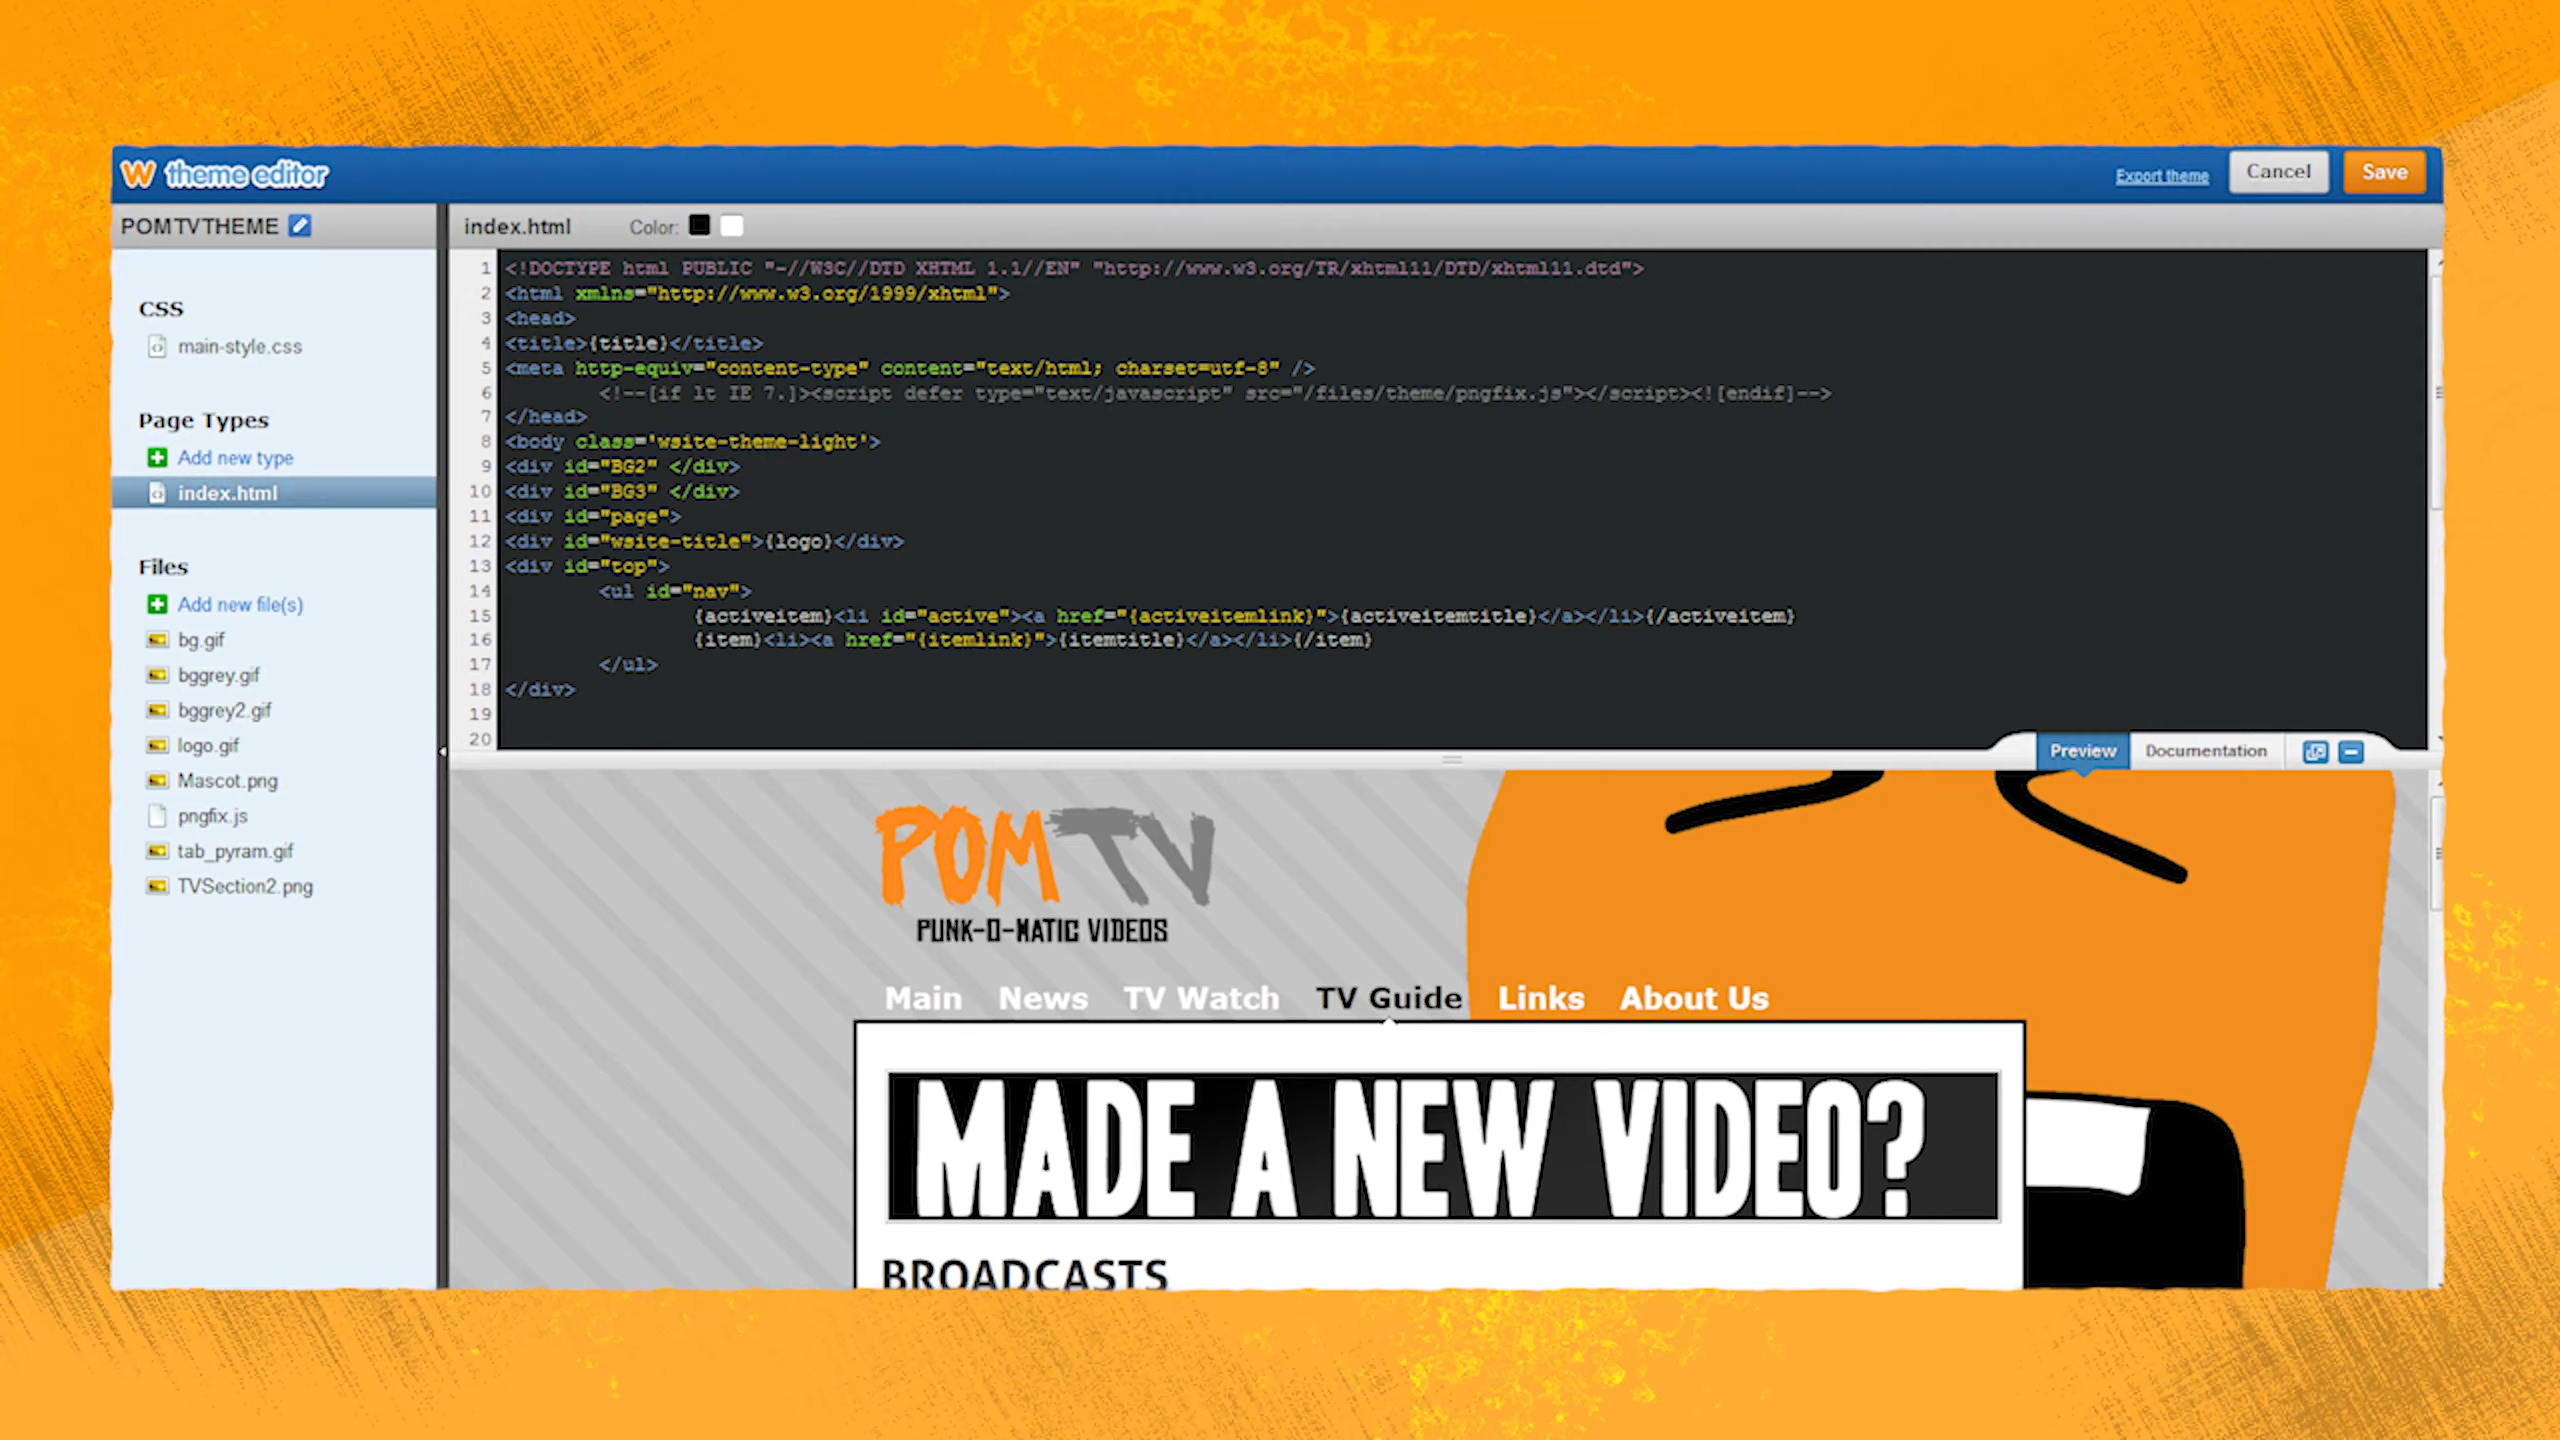 W theme editor
Export theme
Cancel
Save
POMTVTHEME
index.html
Color:
CSS
main-style.css
Page Types
Add new type
index.html
Files
Add new file(s)
bg.gif
bggrey.gif
bggrey2.gif
logo.gif
Mascot.png
pngfix.js
tab_pyram.gif
TVSection2.png
1 <!DOCTYPE html PUBLIC "-//W3C//DTD XHTML 1.1//EN" "http://www.w3.org/TR/xhtml11/DTD/xhtml11.dtd">
2 <html xmlns="http://www.w3.org/1999/xhtml">
3 <head>
4 <title>{title}</title>
5 <meta http-equiv="content-type" content="text/html; charset=utf-8" />
6 <!--[if lt IE 7.]><script defer type="text/javascript" src="/files/theme/pngfix.js"></script><![endif]-->
7 </head>
8 <body class='wsite-theme-light'>
9 <div id="BG2" </div>
10 <div id="BG3" </div>
11 <div id="page">
12 <div id="wsite-title">{logo}</div>
13 <div id="top">
14 <ul id="nav">
15 {activeitem}<li id="active"><a href="{activeitemlink}">{activeitemtitle}</a></li>{/activeitem}
16 {item}<li><a href="{itemlink}">{itemtitle}</a></li>{/item}
17 </ul>
18 </div>
19
20
Preview
Documentation
POMTV
PUNK-O-MATIC VIDEOS
Main News TV Watch TV Guide Links About Us
MADE A NEW VIDEO?
BROADCASTS